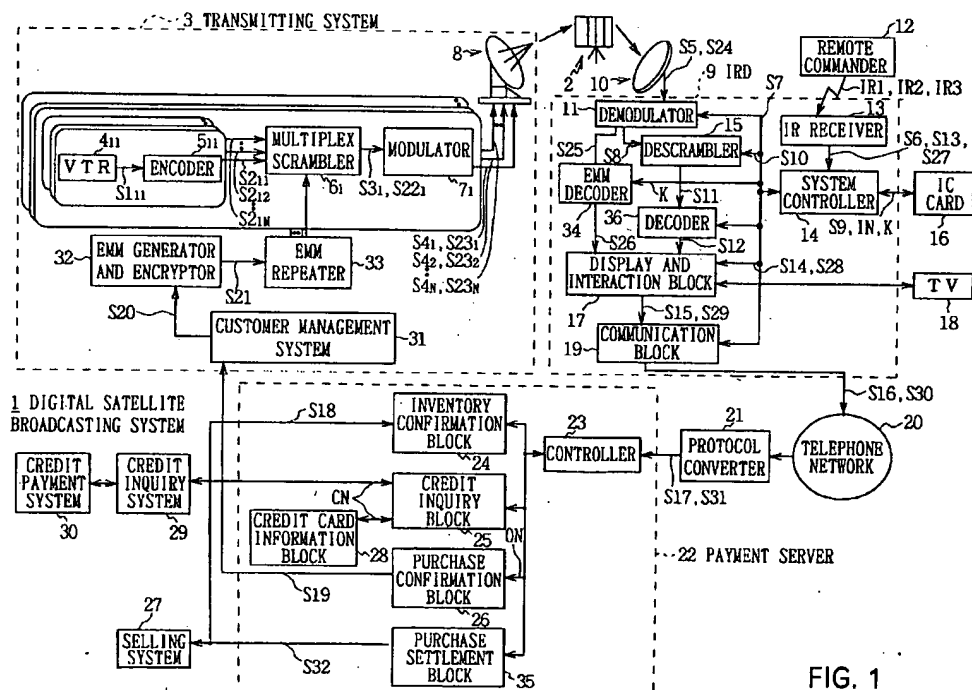 3 TRANSMITTING SYSTEM
8
2
10
S5, S24
9 IRD
12
REMOTE
COMMANDER
IR1, IR2, IR3
11
DEMODULATOR
S7
13
IR RECEIVER
4₁₁
VTR
S1₁₁
5₁₁
ENCODER
S2₁₁
S2₁₂
S2₁M
MULTIPLEX
SCRAMBLER
6₁
S3₁, S22₁
MODULATOR
7₁
S25
S8
15
DESCRAMBLER
S10
S6, S13,
S27
EMM
DECODER
34
K
S11
36
DECODER
S26
S12
SYSTEM
CONTROLLER
14
S9, IN, K
IC
CARD
16
32
EMM GENERATOR
AND ENCRYPTOR
S21
EMM
REPEATER
33
S4₁, S23₁
S4₂, S23₂
S4N, S23N
DISPLAY AND
INTERACTION BLOCK
17
S14, S28
TV
18
S20
CUSTOMER MANAGEMENT
SYSTEM
31
S15, S29
19
COMMUNICATION
BLOCK
S16, S30
1 DIGITAL SATELLITE
BROADCASTING SYSTEM
S18
INVENTORY
CONFIRMATION
BLOCK
24
23
CONTROLLER
21
PROTOCOL
CONVERTER
S17, S31
20
TELEPHONE
NETWORK
CREDIT
PAYMENT
SYSTEM
30
CREDIT
INQUIRY
SYSTEM
29
CN
CREDIT
INQUIRY
BLOCK
25
CREDIT CARD
INFORMATION
BLOCK
28
ON
PURCHASE
CONFIRMATION
BLOCK
26
S19
22 PAYMENT SERVER
27
SELLING
SYSTEM
S32
PURCHASE
SETTLEMENT
BLOCK
35
FIG. 1